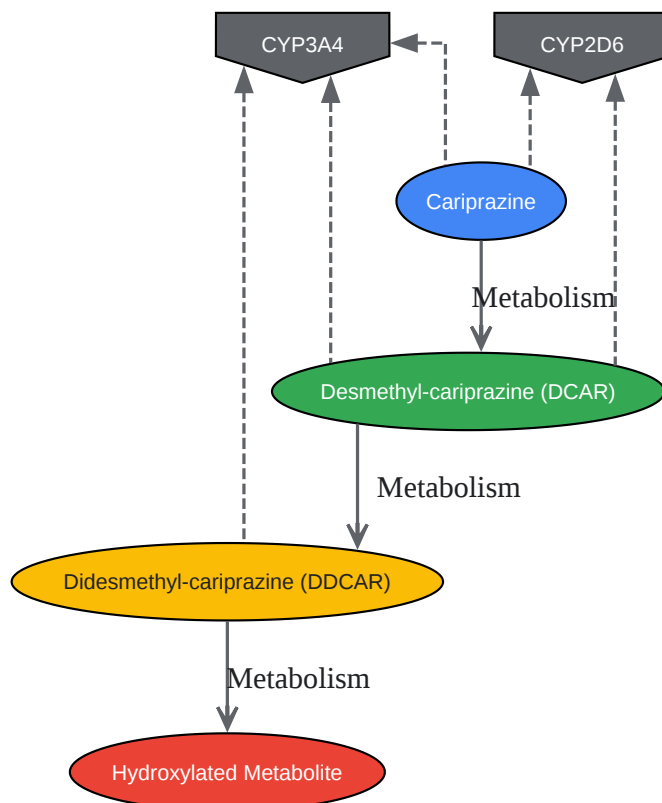 CYP3A4
CYP2D6
Cariprazine
Metabolism
Desmethyl-cariprazine (DCAR)
Metabolism
Didesmethyl-cariprazine (DDCAR)
Metabolism
Hydroxylated Metabolite